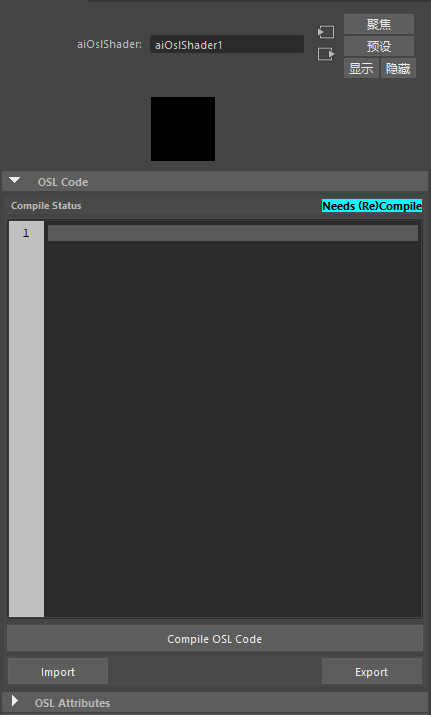 聚焦
aiOslShader: aiOslShader1
预设
显示 隐藏
OSL Code
Compile Status Needs (Re)Compile
1
Compile OSL Code
Import Export
OSL Attributes